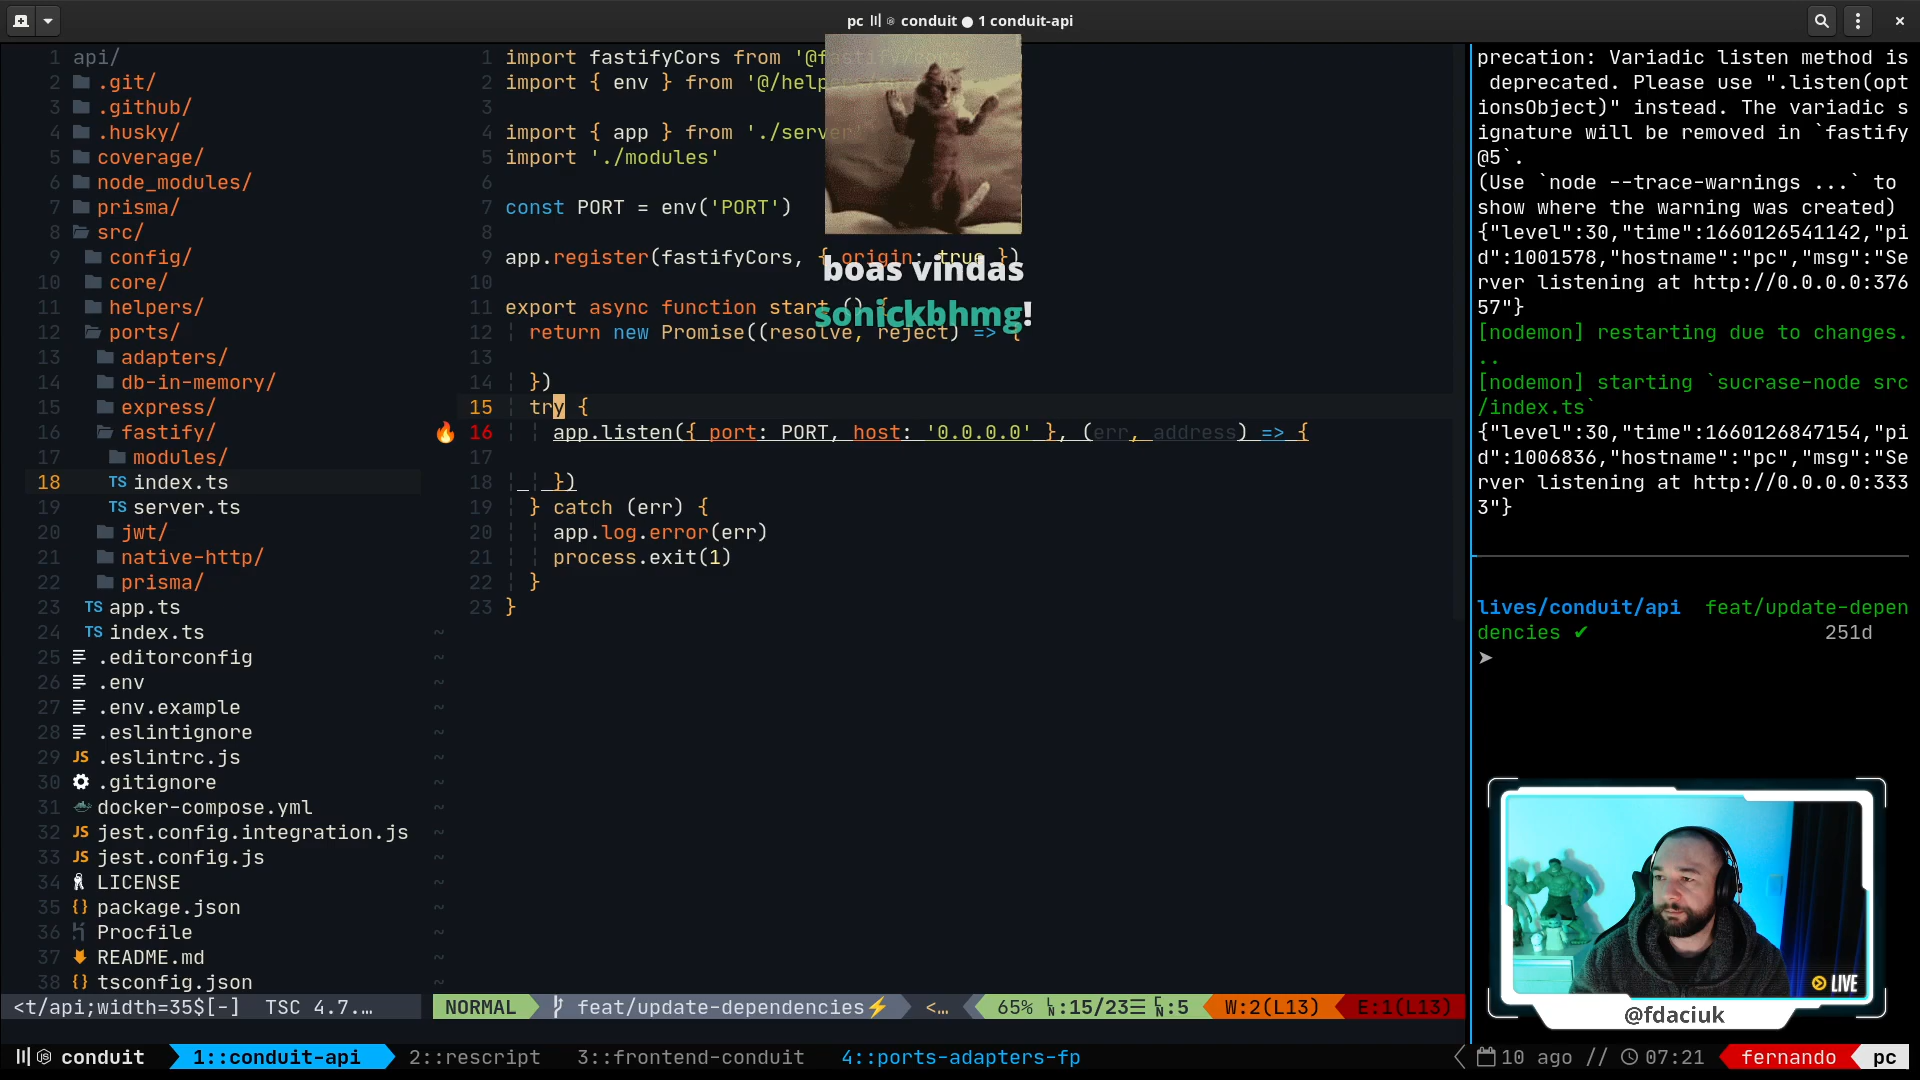 pc conduit ● 1 conduit-api
1 api/
2 .git/
3 .github/
4 .husky/
5 coverage/
6 node_modules/
7 prisma/
8 src/
9 config/
10 core/
11 helpers/
12 ports/
13 adapters/
14 db-in-memory/
15 express/
16 fastify/
17 modules/
18 TS index.ts
19 TS server.ts
20 jwt/
21 native-http/
22 prisma/
23 TS app.ts
24 TS index.ts
25 .editorconfig
26 .env
27 .env.example
28 .eslintignore
29 JS .eslintrc.js
30 .gitignore
31 docker-compose.yml
32 JS jest.config.integration.js
33 JS jest.config.js
34 LICENSE
35 {} package.json
36 Procfile
37 README.md
38 {} tsconfig.json
<t/api;width=35$[-] TSC 4.7…
1 import fastifyCors from '@
2 import { env } from '@/help
3
4 import { app } from './server'
5 import './modules'
6
7 const PORT = env('PORT')
8
9 app.register(fastifyCors, { origin: true })
10
11 export async function start () {
12 return new Promise((resolve, reject) => {
13
14 })
15 try {
16 app.listen({ port: PORT, host: '0.0.0.0' }, (err, address) => {
17
18 })
19 } catch (err) {
20 app.log.error(err)
21 process.exit(1)
22 }
23 }
boas vindas
sonickbhmg!
NORMAL feat/update-dependencies⚡ <… 65% :15/23☰ :5 W:2(L13) E:1(L13)
precation: Variadic listen method is
deprecated. Please use ".listen(opt
ionsObject)" instead. The variadic s
ignature will be removed in `fastify
@5`.
(Use `node --trace-warnings ...` to
show where the warning was created)
{"level":30,"time":1660126541142,"pi
d":1001578,"hostname":"pc","msg":"Se
rver listening at http://0.0.0.0:376
57"}
[nodemon] restarting due to changes.
..
[nodemon] starting `sucrase-node src
/index.ts`
{"level":30,"time":1660126847154,"pi
d":1006836,"hostname":"pc","msg":"Se
rver listening at http://0.0.0.0:333
3"}
lives/conduit/api feat/update-depen
dencies ✔ 251d
➤
LIVE
@fdaciuk
conduit 1::conduit-api 2::rescript 3::frontend-conduit 4::ports-adapters-fp 10 ago // 07:21 fernando pc